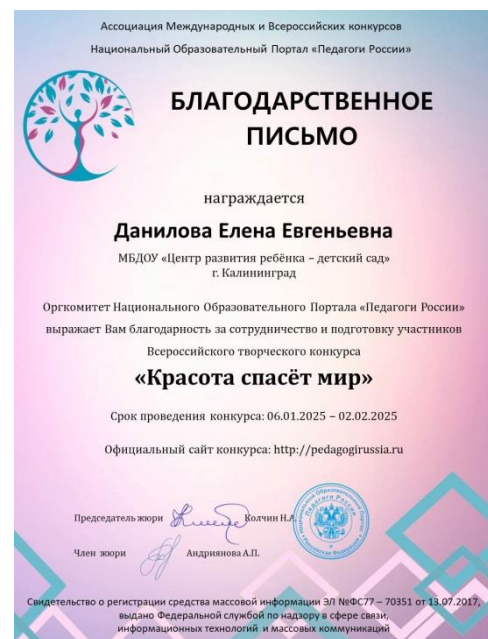 Ассоциация Международных и Всероссийских конкурсов
Национальный Образовательный Портал «Педагоги России»
БЛАГОДАРСТВЕННОЕ
ПИСЬМО
награждается
Данилова Елена Евгеньевна
МБДОУ «Центр развития ребёнка – детский сад»
г. Калининград
Оргкомитет Национального Образовательного Портала «Педагоги России»
выражает Вам благодарность за сотрудничество и подготовку участников
Всероссийского творческого конкурса
«Красота спасёт мир»
Срок проведения конкурса: 06.01.2025 – 02.02.2025
Официальный сайт конкурса: http://pedagogirussia.ru
Председатель жюри Колчин Н.А.
Педагоги России
Член жюри Андриянова А.П.
Свидетельство о регистрации средства массовой информации ЭЛ №ФС77 – 70351 от 13.07.2017,
выдано Федеральной службой по надзору в сфере связи,
информационных технологий и массовых коммуникаций